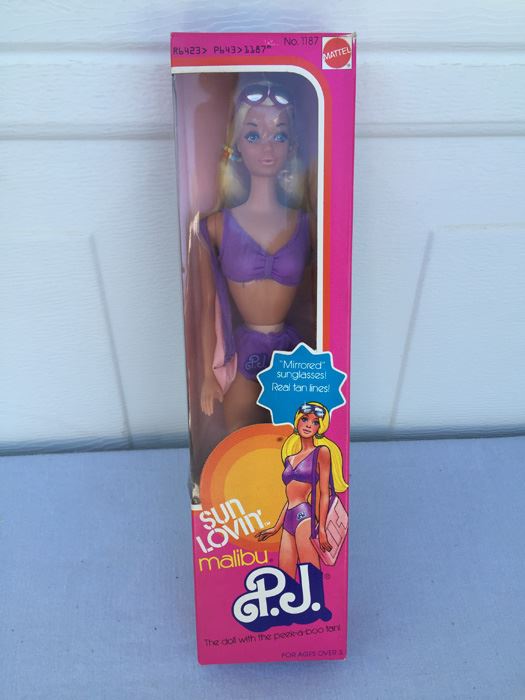 R6423> P643>1187
No. 1187
MATTEL
P.J.
"Mirrored"
sunglasses!
Real tan lines!
sun
Lovin'™
malibu®
P.J.®
The doll with the peek-a-boo tan!
FOR AGES OVER 3